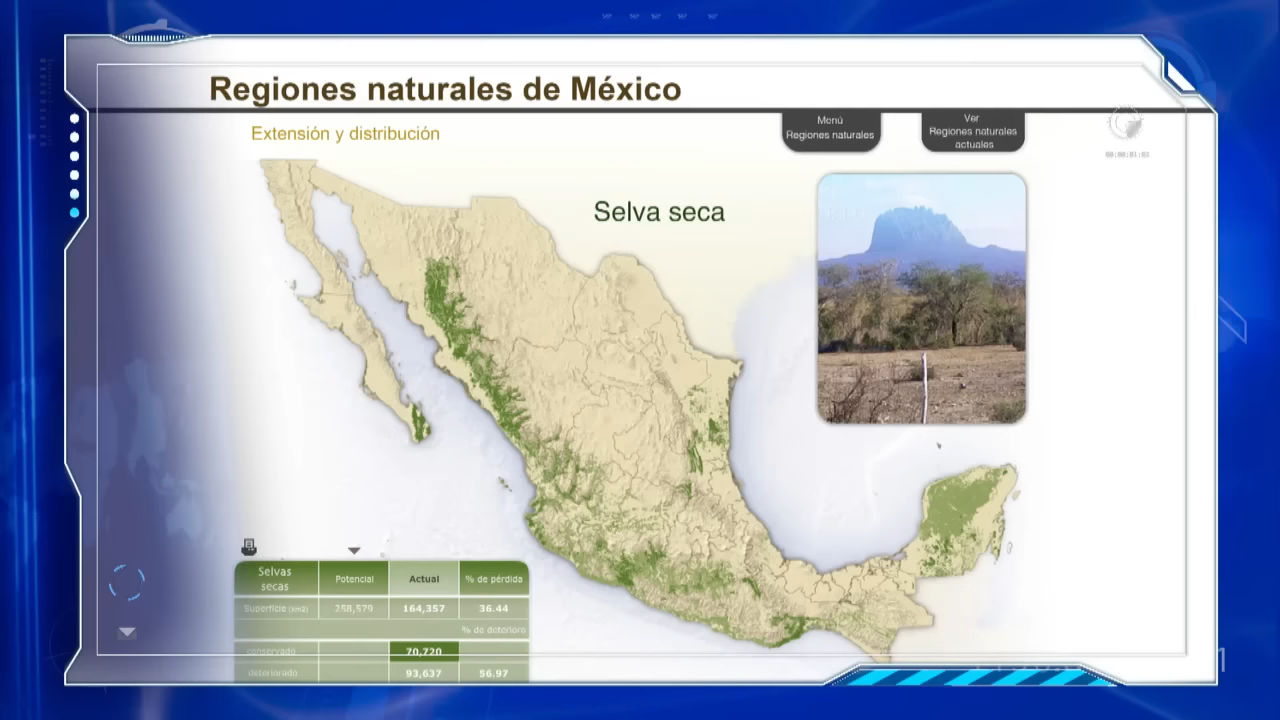 Regiones naturales de México
Extensión y distribución
Menú
Regiones naturales
Ver
Regiones naturales
actuales
Selva seca
Selvas
secas
Potencial
Actual
% de pérdida
Superficie (km2)
258,579
164,357
36.44
% de deterioro
conservado
70,720
deteriorado
93,637
56.97